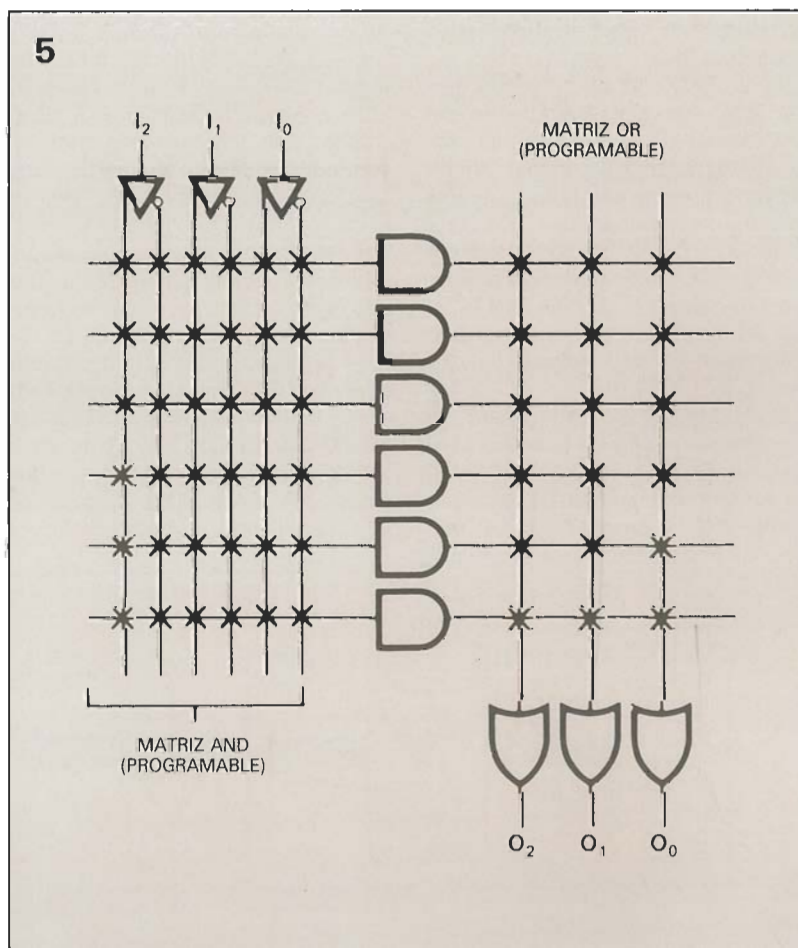 5
I₂ I₁ I₀
MATRIZ OR
(PROGRAMABLE)
MATRIZ AND
(PROGRAMABLE)
O₂ O₁ O₀